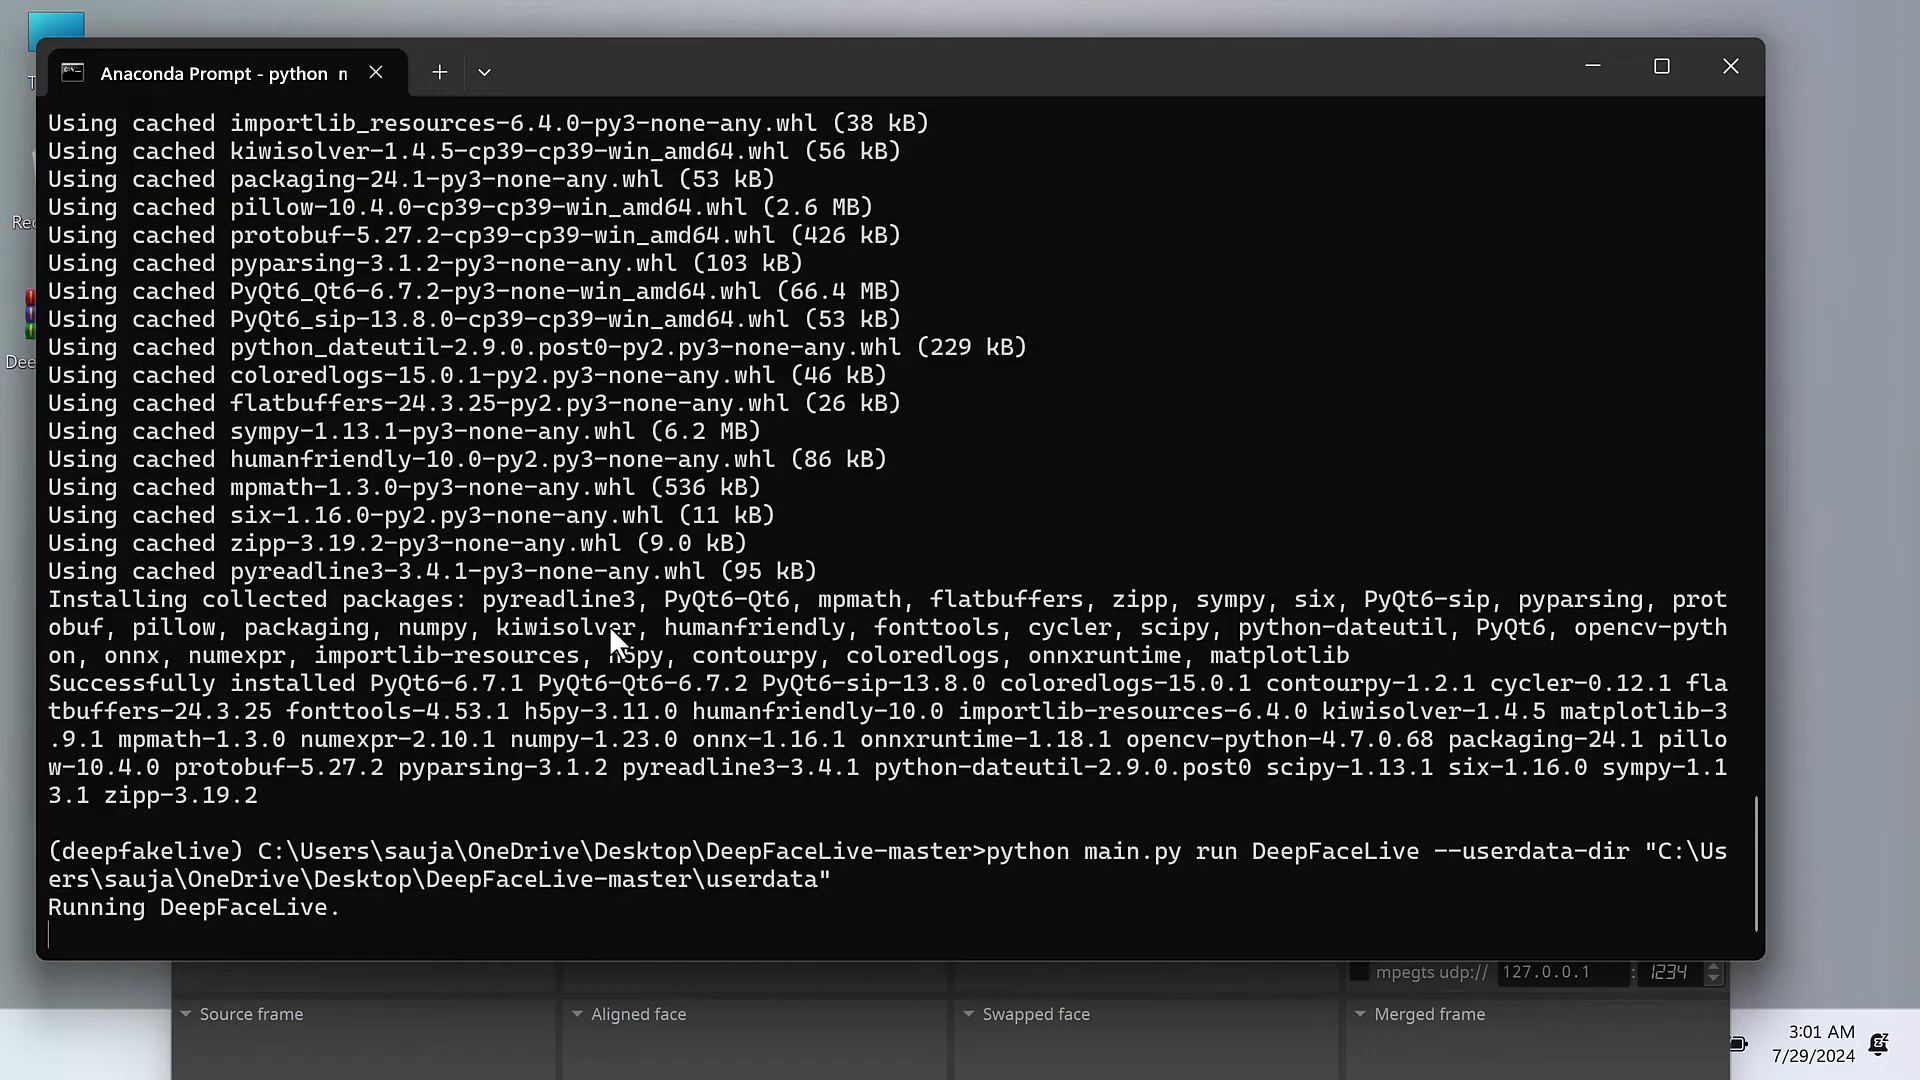 Anaconda Prompt - python n
Using cached importlib_resources-6.4.0-py3-none-any.whl (38 kB)
Using cached kiwisolver-1.4.5-cp39-cp39-win_amd64.whl (56 kB)
Using cached packaging-24.1-py3-none-any.whl (53 kB)
Using cached pillow-10.4.0-cp39-cp39-win_amd64.whl (2.6 MB)
Using cached protobuf-5.27.2-cp39-cp39-win_amd64.whl (426 kB)
Using cached pyparsing-3.1.2-py3-none-any.whl (103 kB)
Using cached PyQt6_Qt6-6.7.2-py3-none-win_amd64.whl (66.4 MB)
Using cached PyQt6_sip-13.8.0-cp39-cp39-win_amd64.whl (53 kB)
Using cached python_dateutil-2.9.0.post0-py2.py3-none-any.whl (229 kB)
Using cached coloredlogs-15.0.1-py2.py3-none-any.whl (46 kB)
Using cached flatbuffers-24.3.25-py2.py3-none-any.whl (26 kB)
Using cached sympy-1.13.1-py3-none-any.whl (6.2 MB)
Using cached humanfriendly-10.0-py2.py3-none-any.whl (86 kB)
Using cached mpmath-1.3.0-py3-none-any.whl (536 kB)
Using cached six-1.16.0-py2.py3-none-any.whl (11 kB)
Using cached zipp-3.19.2-py3-none-any.whl (9.0 kB)
Using cached pyreadline3-3.4.1-py3-none-any.whl (95 kB)
Installing collected packages: pyreadline3, PyQt6-Qt6, mpmath, flatbuffers, zipp, sympy, six, PyQt6-sip, pyparsing, prot
obuf, pillow, packaging, numpy, kiwisolver, humanfriendly, fonttools, cycler, scipy, python-dateutil, PyQt6, opencv-pyth
on, onnx, numexpr, importlib-resources, h5py, contourpy, coloredlogs, onnxruntime, matplotlib
Successfully installed PyQt6-6.7.1 PyQt6-Qt6-6.7.2 PyQt6-sip-13.8.0 coloredlogs-15.0.1 contourpy-1.2.1 cycler-0.12.1 fla
tbuffers-24.3.25 fonttools-4.53.1 h5py-3.11.0 humanfriendly-10.0 importlib-resources-6.4.0 kiwisolver-1.4.5 matplotlib-3
.9.1 mpmath-1.3.0 numexpr-2.10.1 numpy-1.23.0 onnx-1.16.1 onnxruntime-1.18.1 opencv-python-4.7.0.68 packaging-24.1 pillo
w-10.4.0 protobuf-5.27.2 pyparsing-3.1.2 pyreadline3-3.4.1 python-dateutil-2.9.0.post0 scipy-1.13.1 six-1.16.0 sympy-1.1
3.1 zipp-3.19.2
(deepfakelive) C:\Users\sauja\OneDrive\Desktop\DeepFaceLive-master>python main.py run DeepFaceLive --userdata-dir "C:\Us
ers\sauja\OneDrive\Desktop\DeepFaceLive-master\userdata"
Running DeepFaceLive.
mpegts udp:// 127.0.0.1 : 1234
Source frame
Aligned face
Swapped face
Merged frame
3:01 AM
7/29/2024